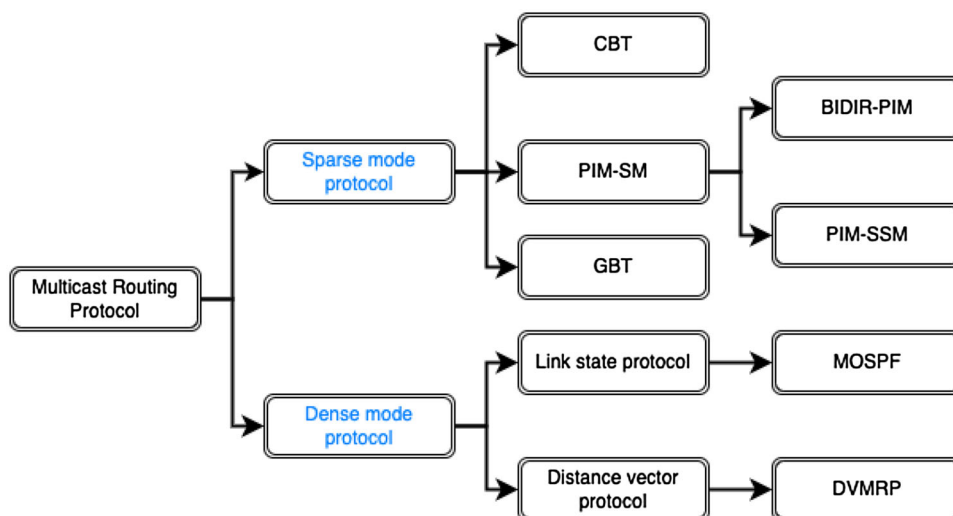 CBT
BIDIR-PIM
Sparse mode
protocol
PIM-SM
PIM-SSM
GBT
Multicast Routing
Protocol
Link state protocol
MOSPF
Dense mode
protocol
Distance vector
protocol
DVMRP